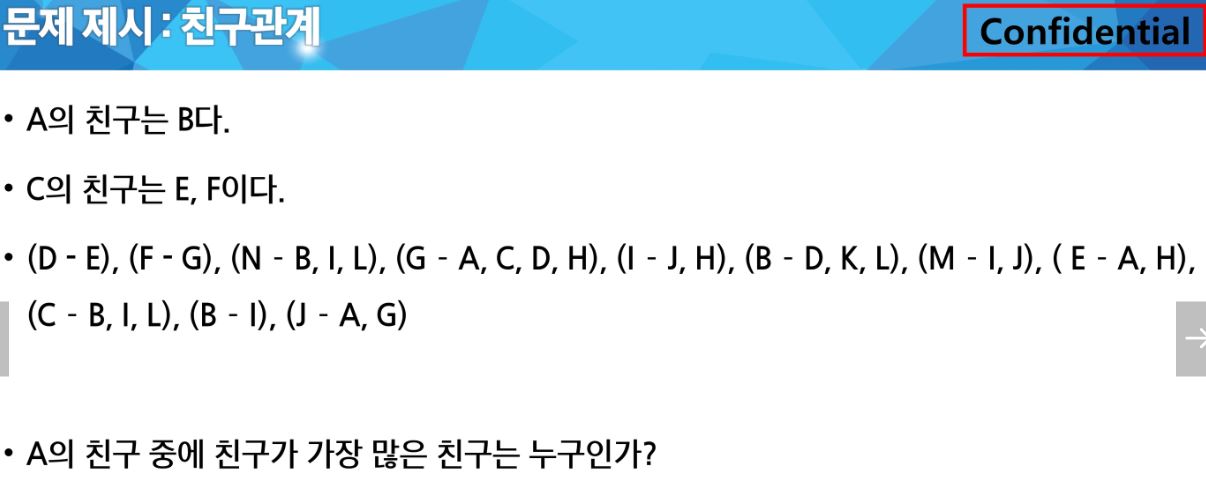 문제 제시 : 친구관계
Confidential
• A의 친구는 B다.
• C의 친구는 E, F이다.
• (D - E), (F - G), (N - B, I, L), (G - A, C, D, H), (I - J, H), (B - D, K, L), (M - I, J), ( E - A, H),
(C - B, I, L), (B - I), (J - A, G)
• A의 친구 중에 친구가 가장 많은 친구는 누구인가?